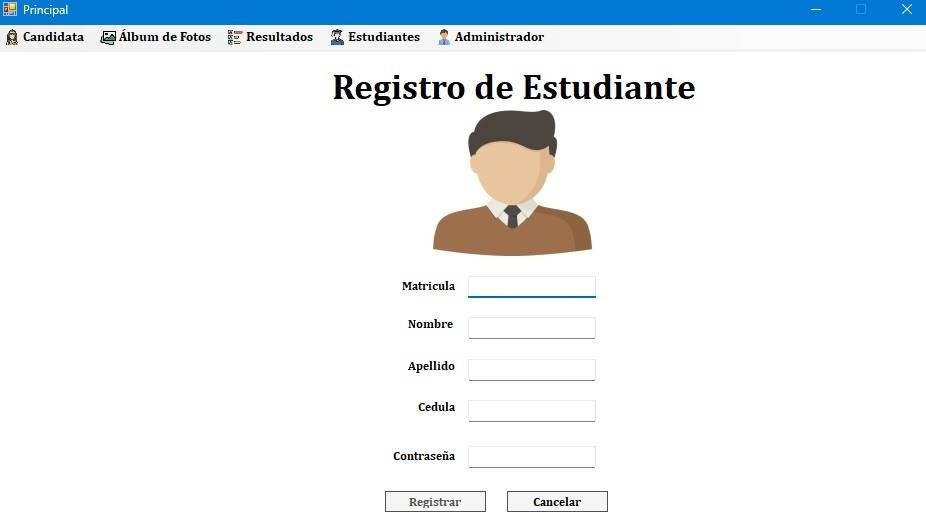 Principal
Candidata Álbum de Fotos Resultados Estudiantes Administrador
Registro de Estudiante
Matricula
Nombre
Apellido
Cedula
Contraseña
Registrar Cancelar